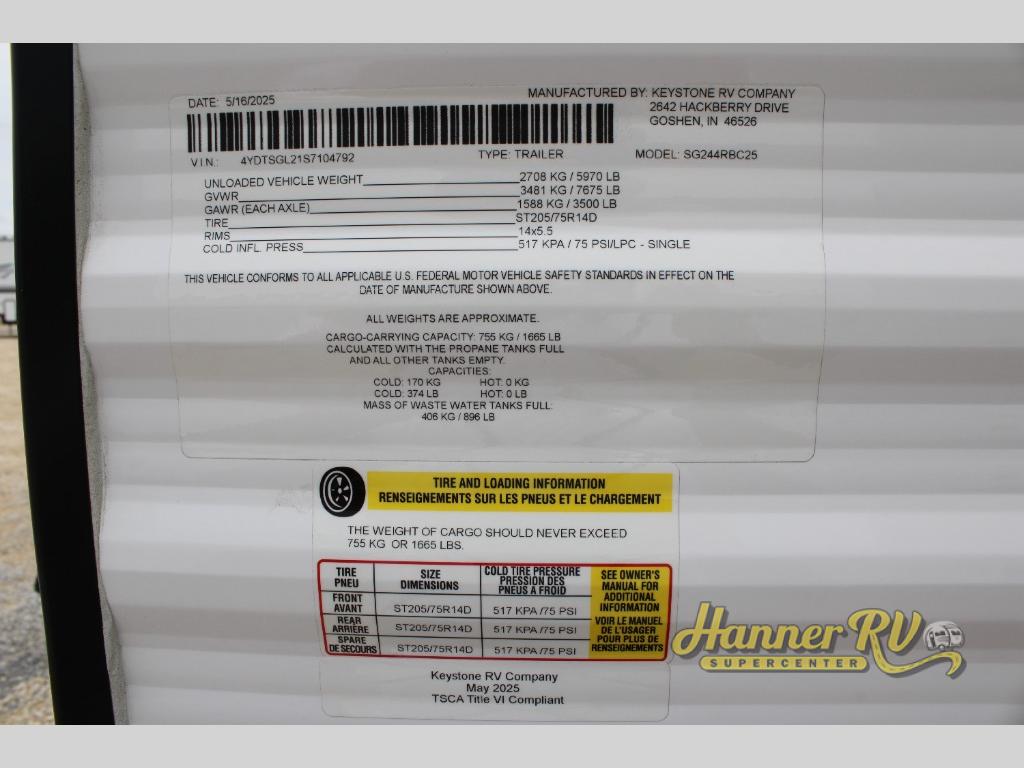 DATE: 5/16/2025
MANUFACTURED BY: KEYSTONE RV COMPANY
2642 HACKBERRY DRIVE
GOSHEN, IN 46526
V.I.N.: 4YDTSGL21S7104792 TYPE: TRAILER MODEL: SG244RBC25
UNLOADED VEHICLE WEIGHT 2708 KG / 5970 LB
GVWR 3481 KG / 7675 LB
GAWR (EACH AXLE) 1588 KG / 3500 LB
TIRE ST205/75R14D
RIMS 14x5.5
COLD INFL. PRESS 517 KPA / 75 PSI/LPC - SINGLE
THIS VEHICLE CONFORMS TO ALL APPLICABLE U.S. FEDERAL MOTOR VEHICLE SAFETY STANDARDS IN EFFECT ON THE
DATE OF MANUFACTURE SHOWN ABOVE.
ALL WEIGHTS ARE APPROXIMATE.
CARGO-CARRYING CAPACITY: 755 KG / 1665 LB
CALCULATED WITH THE PROPANE TANKS FULL
AND ALL OTHER TANKS EMPTY.
CAPACITIES:
COLD: 170 KG HOT: 0 KG
COLD: 374 LB HOT: 0 LB
MASS OF WASTE WATER TANKS FULL:
406 KG / 896 LB
TIRE AND LOADING INFORMATION
RENSEIGNEMENTS SUR LES PNEUS ET LE CHARGEMENT
THE WEIGHT OF CARGO SHOULD NEVER EXCEED
755 KG OR 1665 LBS.
TIRE
PNEU
SIZE
DIMENSIONS
COLD TIRE PRESSURE
PRESSION DES
PNEUS A FROID
FRONT
AVANT
ST205/75R14D 517 KPA /75 PSI
REAR
ARRIÈRE
ST205/75R14D 517 KPA /75 PSI
SPARE
DE SECOURS
ST205/75R14D 517 KPA /75 PSI
SEE OWNER'S
MANUAL FOR
ADDITIONAL
INFORMATION
VOIR LE MANUEL
DE L'USAGER
POUR PLUS DE
RENSEIGNEMENTS
Keystone RV Company
May 2025
TSCA Title VI Compliant
Hanner RV
SUPERCENTER